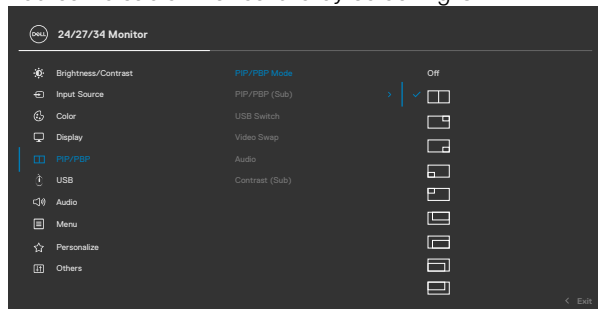 DELL
24/27/34 Monitor
Brightness/Contrast
Input Source
Color
Display
PIP/PBP
USB
Audio
Menu
Personalize
Others
PIP/PBP Mode
PIP/PBP (Sub)
USB Switch
Video Swap
Audio
Contrast (Sub)
Off
Exit